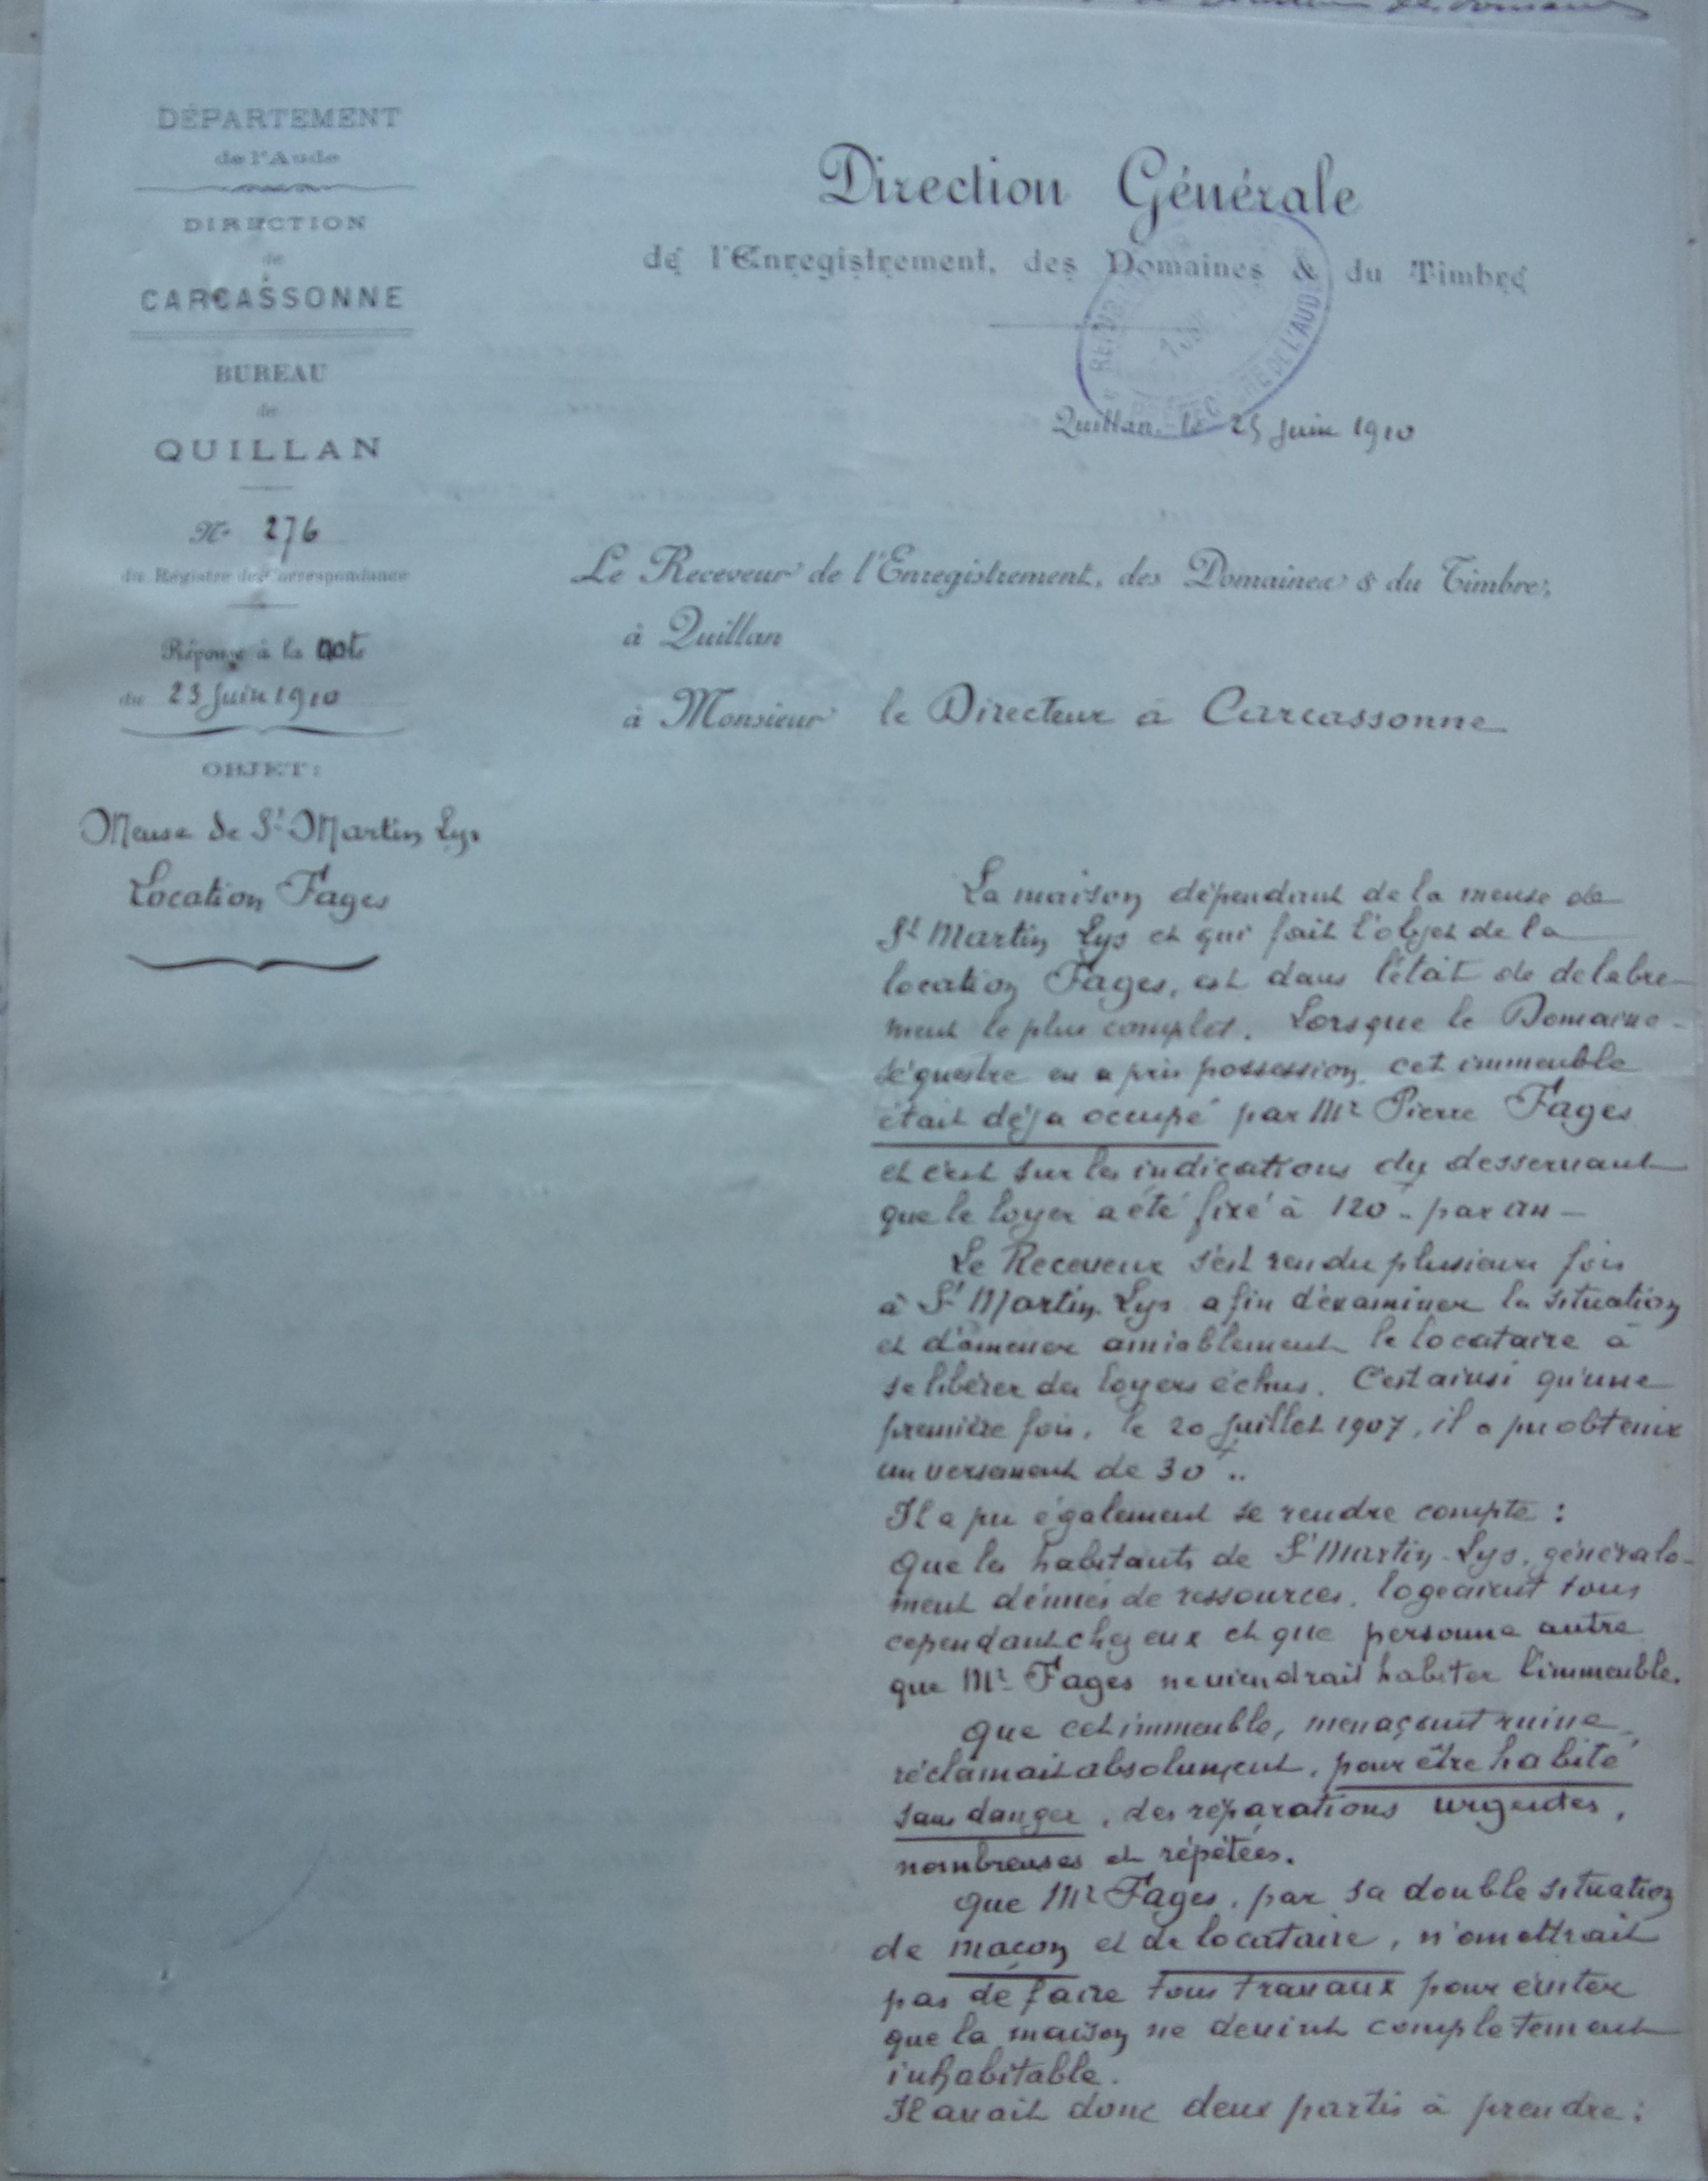 DÉPARTEMENT
de l'Aude
DIRECTION
de
CARCASSONNE
BUREAU
de
QUILLAN
N° 276
du Registre de Correspondance
Réponse à la note
du 23 Juin 1910
OBJET:
Meuse de St Martin Lys
Location Fages
Direction Générale
de l'Enregistrement, des Domaines & du Timbre
DE L'AUDE
Quillan, le 25 Juin 1910
Le Receveur de l'Enregistrement, des Domaines & du Timbre,
à Quillan
à Monsieur le Directeur à Carcassonne
La maison dépendant de la meuse de
St Martin Lys et qui fait l'objet de la
location Fages, est dans l'état de delabre-
ment le plus complet. Lorsque le Domaine-
séquestre en a pris possession, cet immeuble
était déja occupé par Mr Pierre Fages
et c'est sur les indications du desservant
que le loyer a été fixé à 120 f.. par an -
Le Receveur s'est rendu plusieurs fois
à St Martin Lys afin d'examiner la situation
et d'amener amiablement le locataire à
se libérer des loyers échus. C'est ainsi qu'une
première fois, le 20 Juillet 1907, il a pu obtenir
un versement de 30 f..
Il a pu également se rendre compte :
Que les habitants de St Martin-Lys, générale-
ment dénués de ressources, logeaient tous
cependant chez eux et que personne autre
que Mr Fages ne viendrait habiter l'immeuble.
Que cet immeuble, menaçant ruine,
réclamait absolument, pour être habité
sans danger, des réparations urgentes,
nombreuses et répétées.
Que Mr Fages, par sa double situation
de maçon et de locataire, n'omettrait
pas de faire tous travaux pour éviter
que la maison ne devint completement
inhabitable.
Il avait donc deux partis à prendre :